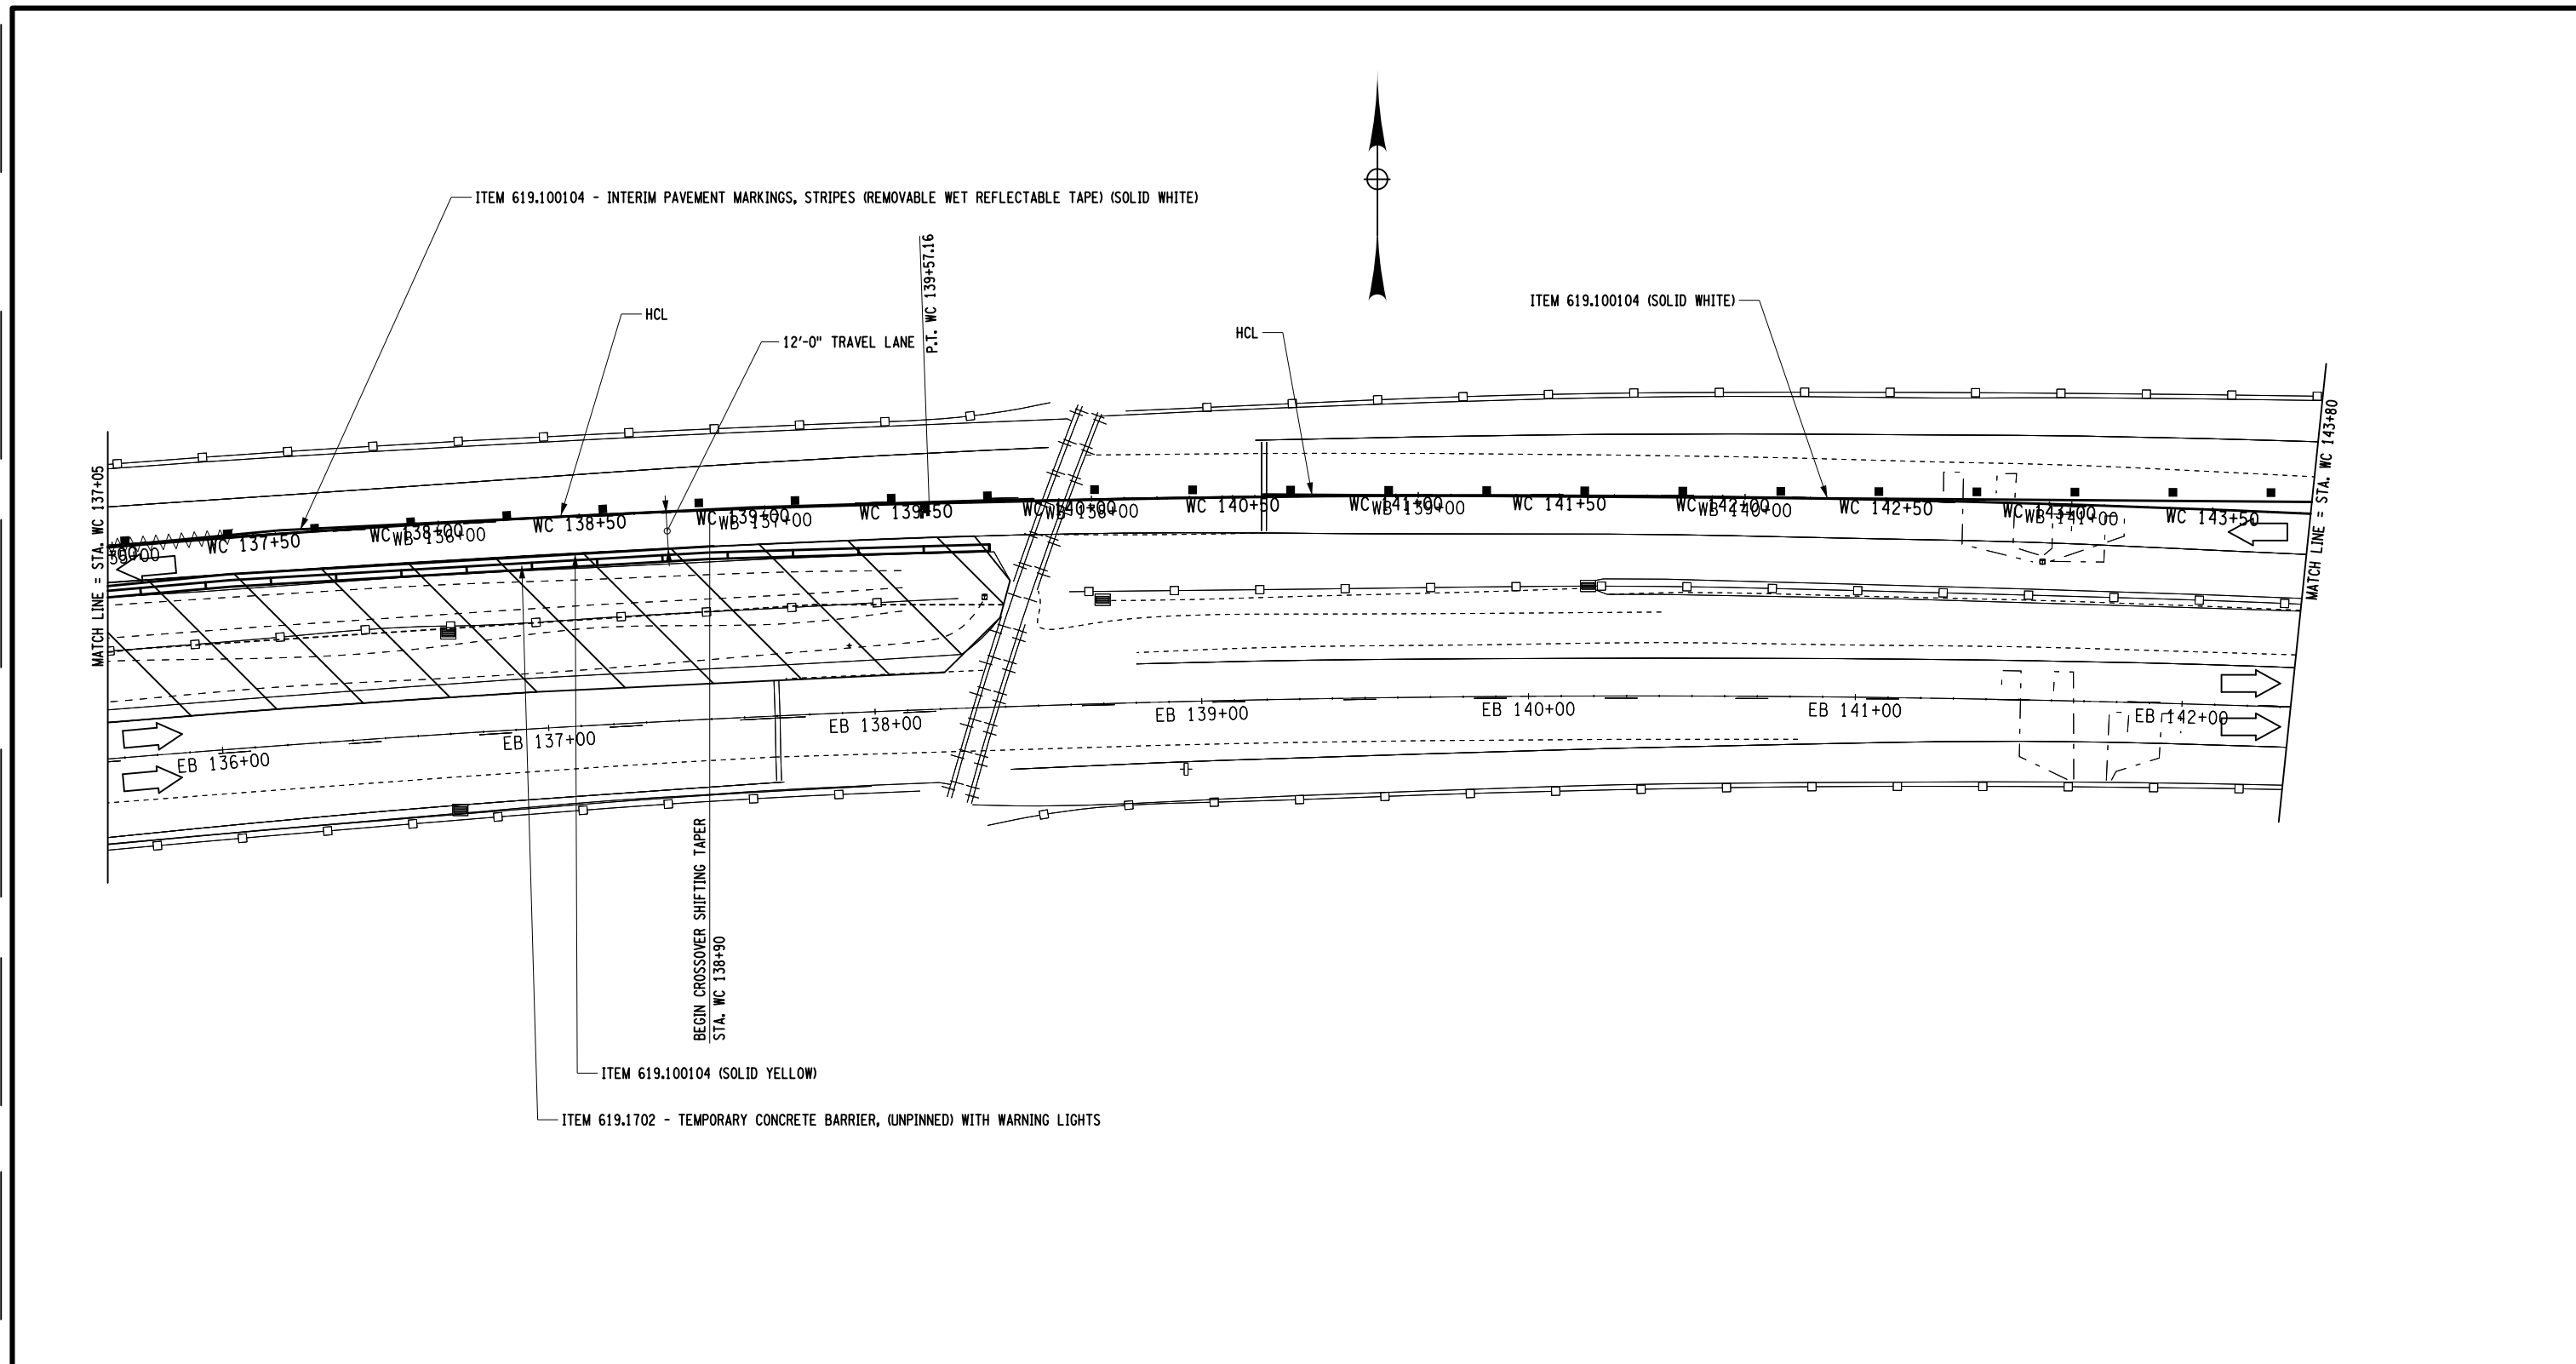 ITEM 619.100104 - INTERIM PAVEMENT MARKINGS, STRIPES (REMOVABLE WET REFLECTABLE TAPE) (SOLID WHITE)
P.T. WC 139+57.16
ITEM 619.100104 (SOLID WHITE)
HCL
HCL
12'-0" TRAVEL LANE
MATCH LINE = STA. WC 137+05
MATCH LINE = STA. WC 143+80
WC 137+50
WC 138+00
WC 138+50
WC 139+00
WC 139+50
WC 140+00
WC 140+50
WC 141+00
WC 141+50
WC 142+00
WC 142+50
WC 143+00
WC 143+50
WB 136+00
WB 137+00
WB 138+00
WB 139+00
WB 140+00
WB 141+00
EB 136+00
EB 137+00
EB 138+00
EB 139+00
EB 140+00
EB 141+00
EB 142+00
BEGIN CROSSOVER SHIFTING TAPER
STA. WC 138+90
ITEM 619.100104 (SOLID YELLOW)
ITEM 619.1702 - TEMPORARY CONCRETE BARRIER, (UNPINNED) WITH WARNING LIGHTS